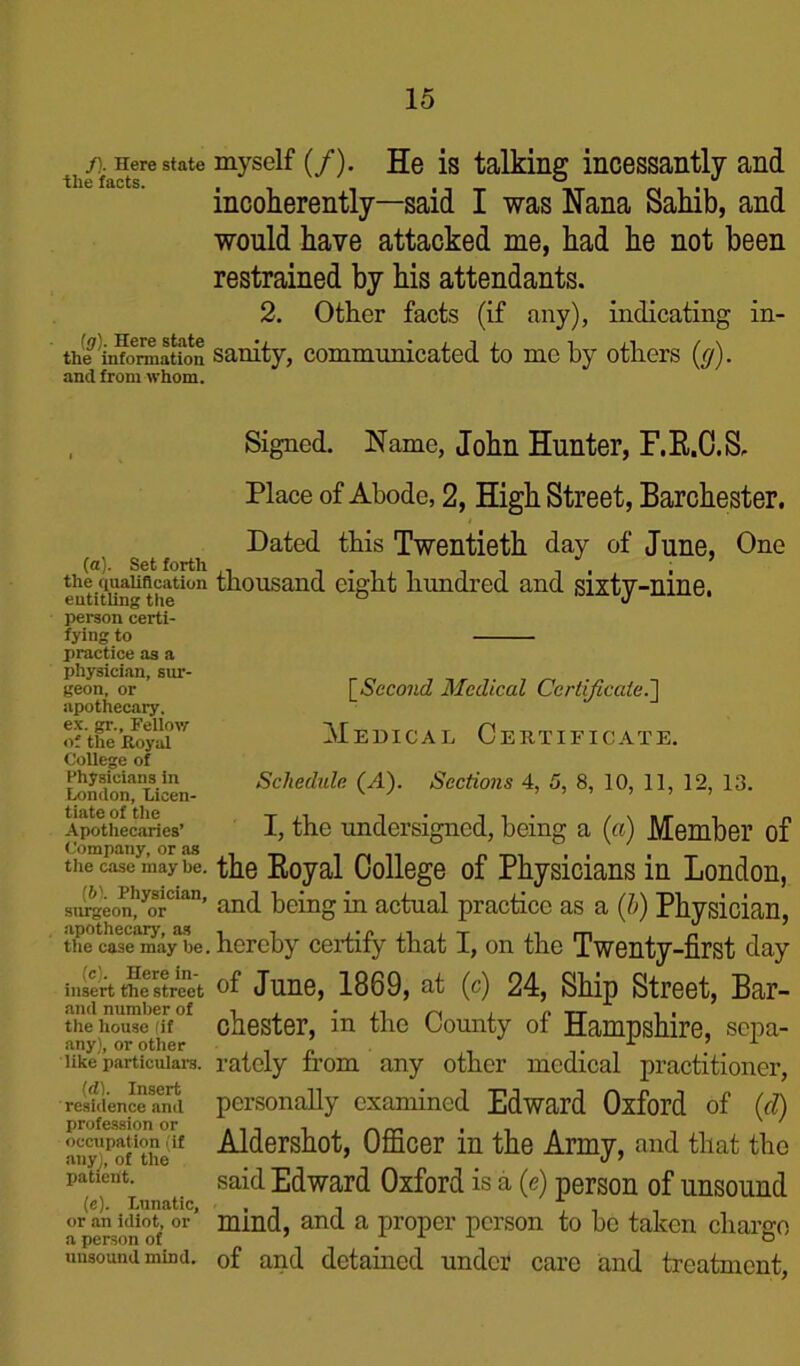 15
f). Here state
the facts.
myself (f). He is talking incessantly and
incoherently—said I was Nana Sahib, and
would have attacked me, had he not been
restrained by his attendants.
2. Other facts (if any), indicating in-
(g). Here state
the information
and from whom.
sanity, communicated to me by others (g).
Signed. Name, John Hunter, F.R.C.S.
Place of Abode, 2, High Street, Barchester.
Dated this Twentieth day of June, One
thousand eight hundred and sixty-nine.
(a). Set forth
the qualification
entitling the
person certi-
fying to
practice as a
physician, sur-
geon, or
apothecary.
ex. gr., Fellow
of the Royal
College of
Physicians in
London, Licen-
tiate of the
Apothecaries'
Company, or as
the case may be.
(b). Physician,
surgeon, or
apothecary, as
the case may be.
(c). Here in-
insert the street
and number of
the house (if
any), or other
like particulars.
(d). Insert
residence and
profession or
occupation (if
any), of the
patient.
(e). Lunatic,
or an idiot, or
a person of
unsound mind.
[Second Medical Certificate.]
Medical Certificate.
Schedule (A). Sections 4, 5, 8, 10, 11, 12, 13.
I, the undersigned, being a (a) Member of
the Royal College of Physicians in London,
and being in actual practice as a (b) Physician,
hereby certify that I, on the Twenty-first day
of June, 1869, at (c) 24, Ship Street, Bar-
chester, in the County of Hampshire, sepa-
rately from any other medical practitioner,
personally examined Edward Oxford of (d)
Aldershot, Officer in the Army, and that the
said Edward Oxford is a (e) person of unsound
mind, and a proper person to be taken charge
of and detained under care and treatment,